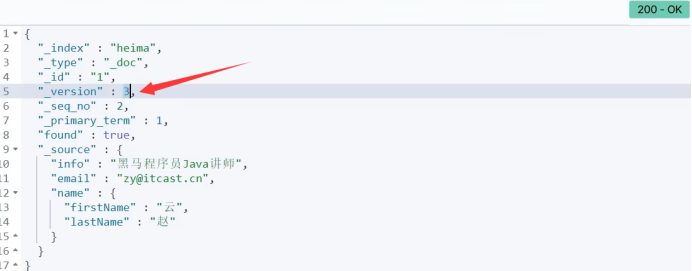 200 - OK
1 {
2 "_index" : "heima",
3 "_type" : "_doc",
4 "_id" : "1",
5 "_version" : 3,
6 "_seq_no" : 2,
7 "_primary_term" : 1,
8 "found" : true,
9 "_source" : {
10 "info" : "黑马程序员Java讲师",
11 "email" : "zy@itcast.cn",
12 "name" : {
13 "firstName" : "云",
14 "lastName" : "赵"
15 }
16 }
17 }